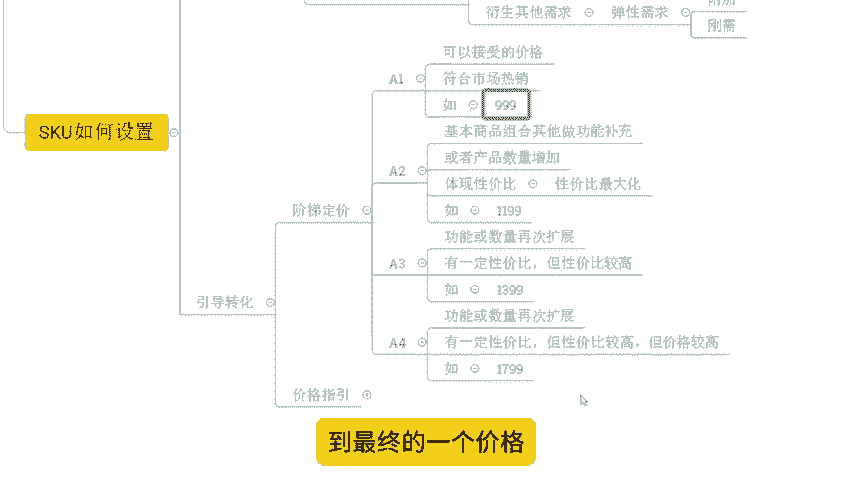 附加
衍生其他需求 弹性需求
刚需
可以接受的价格
A1 符合市场热销
如 999
SKU如何设置
基本商品组合其他做功能补充
或者产品数量增加
A2
体现性价比 性价比最大化
阶梯定价 如 1199
功能或数量再次扩展
A3 有一定性价比，但性价比较高
如 1399
引导转化
功能或数量再次扩展
A4 有一定性价比，但性价比较高，但价格较高
如 1799
价格指引
到最终的一个价格